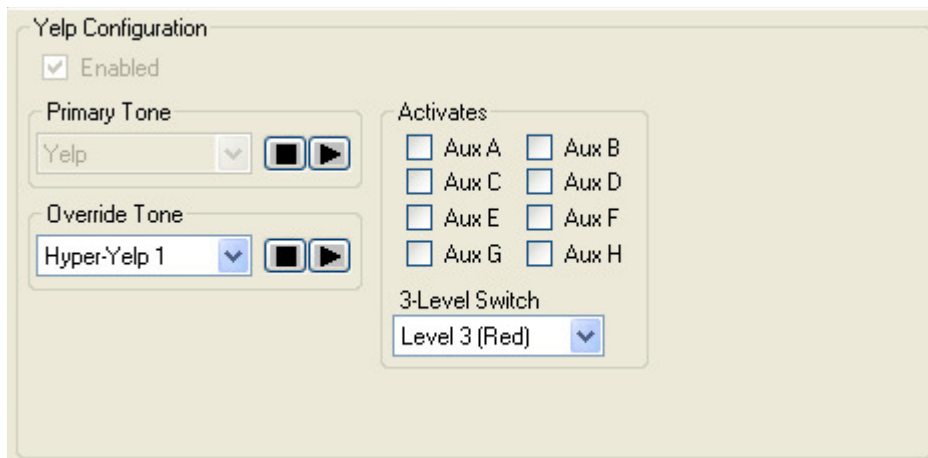 Yelp Configuration
Enabled
Primary Tone
Yelp
Override Tone
Hyper-Yelp 1
Activates
Aux A Aux B
Aux C Aux D
Aux E Aux F
Aux G Aux H
3-Level Switch
Level 3 (Red)